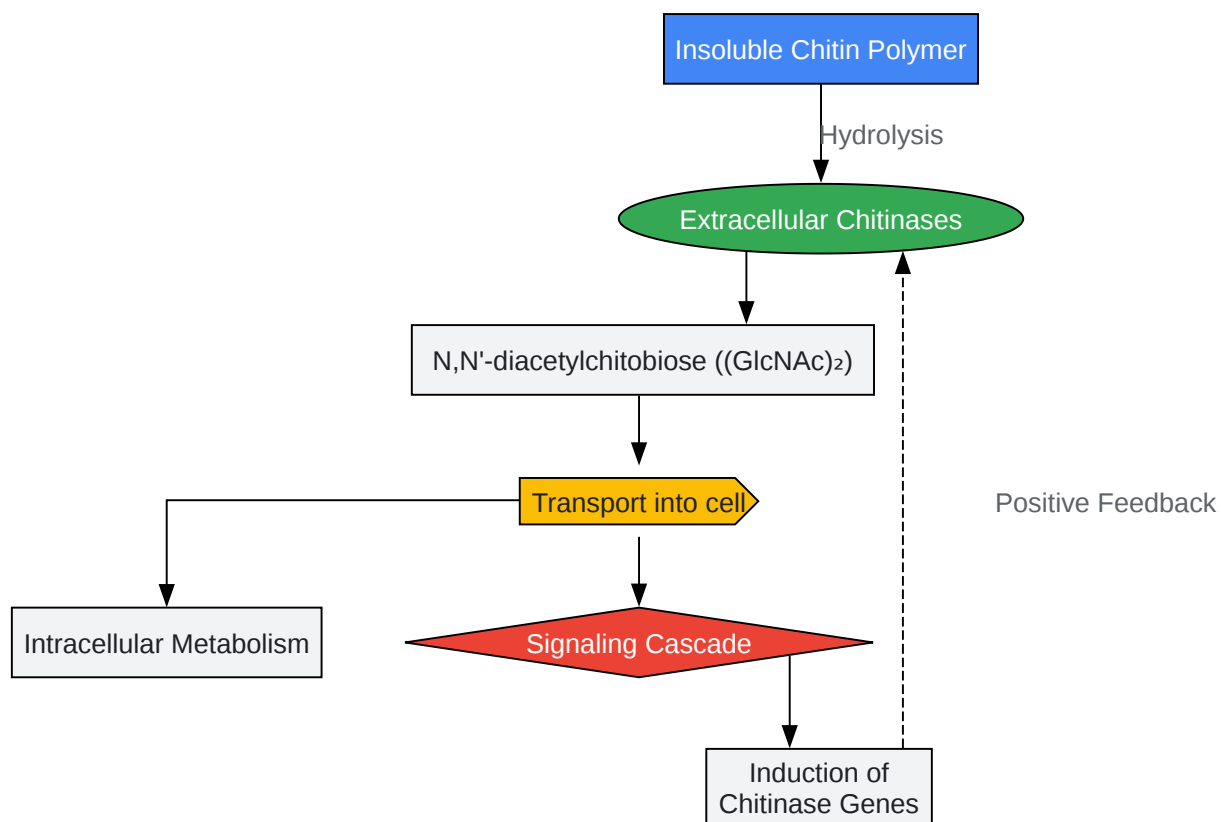 Insoluble Chitin Polymer
Hydrolysis
Extracellular Chitinases
N,N'-diacetylchitobiose ((GlcNAc)₂)
Transport into cell
Positive Feedback
Intracellular Metabolism
Signaling Cascade
Induction of
Chitinase Genes